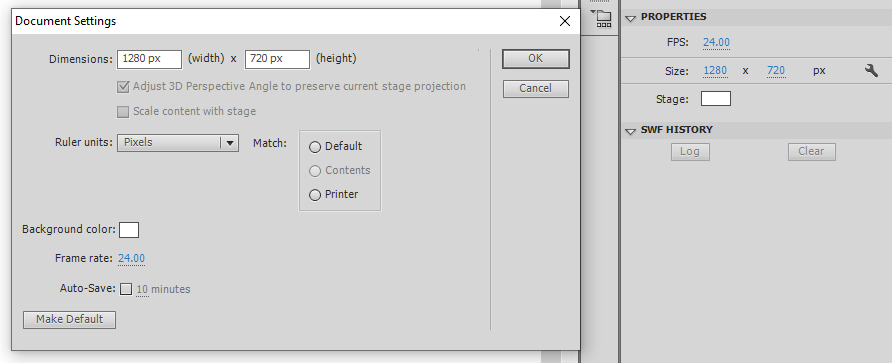 Document Settings
Dimensions: 1280 px (width) x 720 px (height)
Adjust 3D Perspective Angle to preserve current stage projection
Scale content with stage
Ruler units: Pixels Match: Default
Contents
Printer
Background color:
Frame rate: 24.00
Auto-Save: 10 minutes
Make Default
OK
Cancel
PROPERTIES
FPS: 24.00
Size: 1280 x 720 px
Stage:
SWF HISTORY
Log Clear